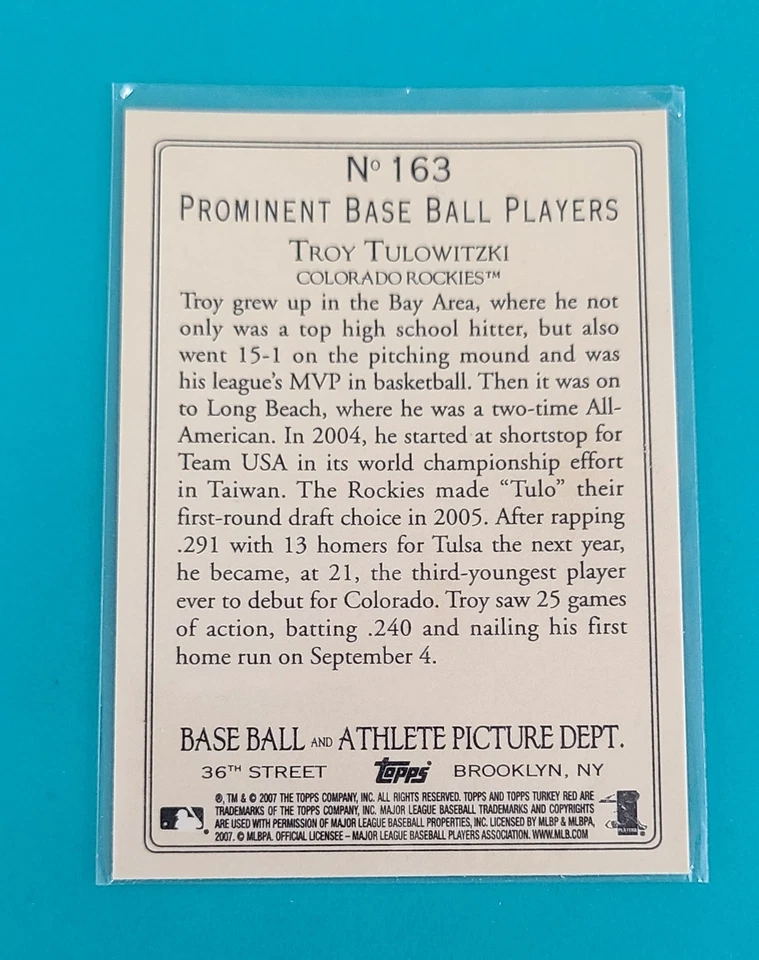 No 163
PROMINENT BASE BALL PLAYERS
TROY TULOWITZKI
COLORADO ROCKIES™
Troy grew up in the Bay Area, where he not
only was a top high school hitter, but also
went 15-1 on the pitching mound and was
his league's MVP in basketball. Then it was on
to Long Beach, where he was a two-time All-
American. In 2004, he started at shortstop for
Team USA in its world championship effort
in Taiwan. The Rockies made “Tulo” their
first-round draft choice in 2005. After rapping
.291 with 13 homers for Tulsa the next year,
he became, at 21, the third-youngest player
ever to debut for Colorado. Troy saw 25 games
of action, batting .240 and nailing his first
home run on September 4.
BASE BALL AND ATHLETE PICTURE DEPT.
36TH STREET Topps BROOKLYN, NY
®, TM & © 2007 THE TOPPS COMPANY, INC. ALL RIGHTS RESERVED. TOPPS AND TOPPS TURKEY RED ARE
TRADEMARKS OF THE TOPPS COMPANY, INC. MAJOR LEAGUE BASEBALL TRADEMARKS AND COPYRIGHTS
ARE USED WITH PERMISSION OF MAJOR LEAGUE BASEBALL PROPERTIES, INC. LICENSED BY MLBP & MLBPA,
2007. © MLBPA. OFFICIAL LICENSEE – MAJOR LEAGUE BASEBALL PLAYERS ASSOCIATION. WWW.MLB.COM
PLAYERS